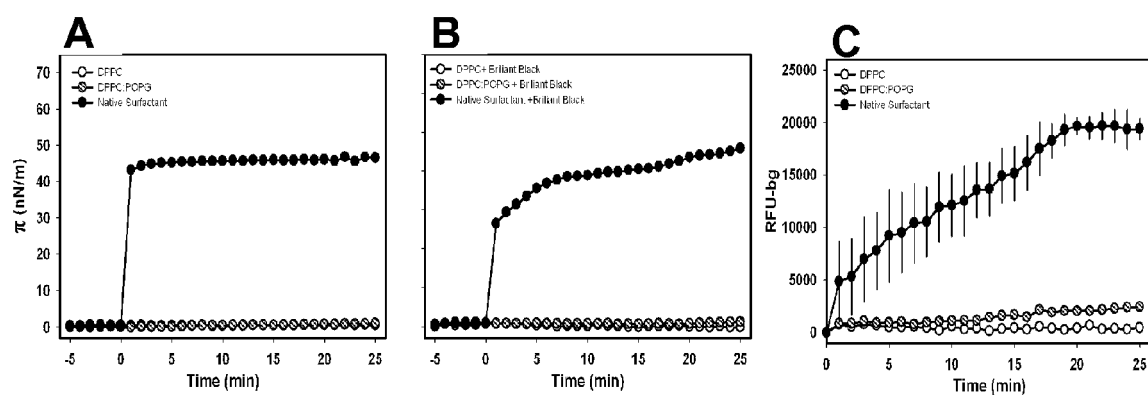 A
B
C
DPPC
DPPC:POPG
Native Surfactant
70
60
50
40
30
20
10
0
π (nN/m)
-5 0 5 10 15 20 25
Time (min)
DPPC+ Briliant Black
DPPC:POPG + Briliant Black
Native Surfactan. +Briliant Black
-5 0 5 10 15 20 25
Time (min)
DPPC
DPPC:POPG
Native Surfactant
25000
20000
15000
10000
5000
0
RFU-bg
0 5 10 15 20 25
Time (min)